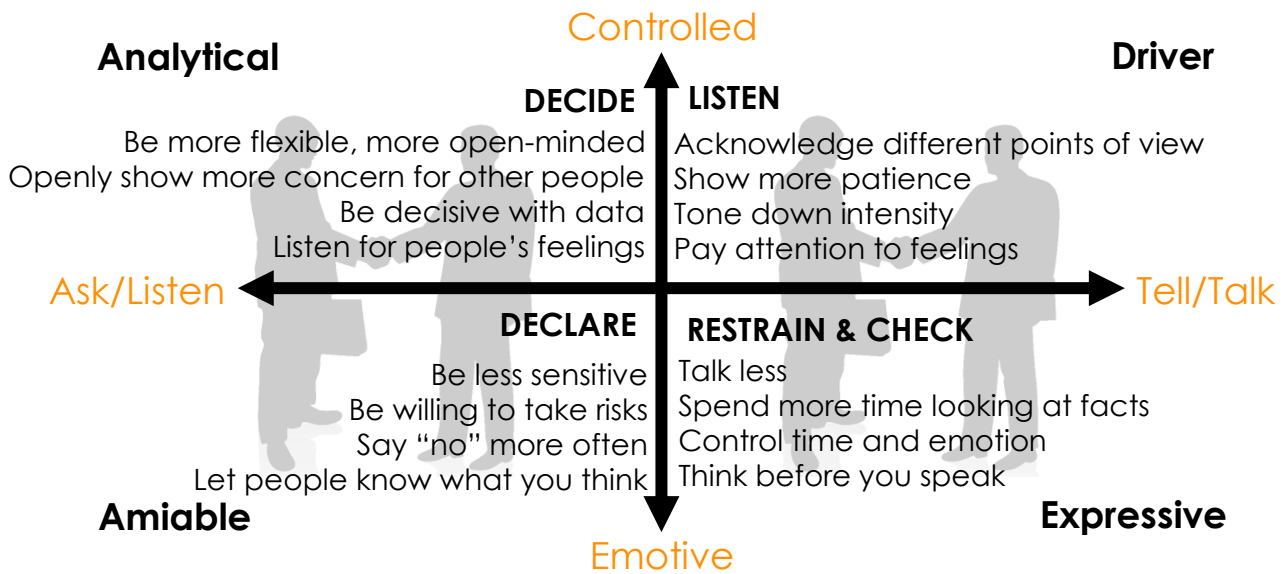 Controlled
Analytical
Driver
DECIDE
Be more flexible, more open-minded
Openly show more concern for other people
Be decisive with data
Listen for people’s feelings
LISTEN
Acknowledge different points of view
Show more patience
Tone down intensity
Pay attention to feelings
Ask/Listen
Tell/Talk
DECLARE
Be less sensitive
Be willing to take risks
Say “no” more often
Let people know what you think
RESTRAIN & CHECK
Talk less
Spend more time looking at facts
Control time and emotion
Think before you speak
Amiable
Expressive
Emotive